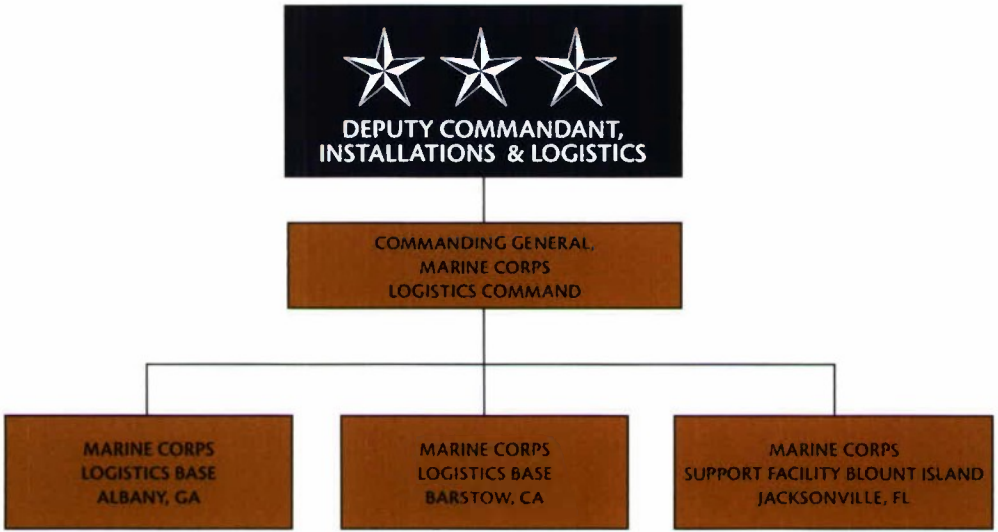 DEPUTY COMMANDANT,
INSTALLATIONS & LOGISTICS
COMMANDING GENERAL,
MARINE CORPS
LOGISTICS COMMAND
MARINE CORPS
LOGISTICS BASE
ALBANY, GA
MARINE CORPS
LOGISTICS BASE
BARSTOW, CA
MARINE CORPS
SUPPORT FACILITY BLOUNT ISLAND
JACKSONVILLE, FL